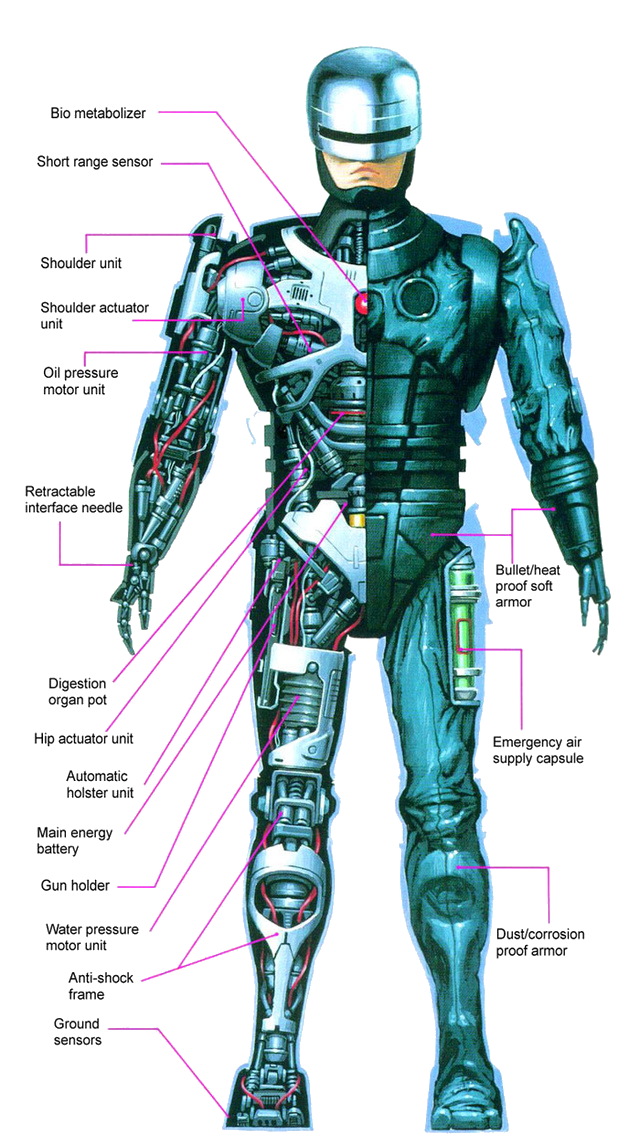 Bio metabolizer
Short range sensor
Shoulder unit
Shoulder actuator
unit
Oil pressure
motor unit
Retractable
interface needle
Bullet/heat
proof soft
armor
Digestion
organ pot
Hip actuator unit
Emergency air
supply capsule
Automatic
holster unit
Main energy
battery
Gun holder
Water pressure
motor unit
Dust/corrosion
proof armor
Anti-shock
frame
Ground
sensors